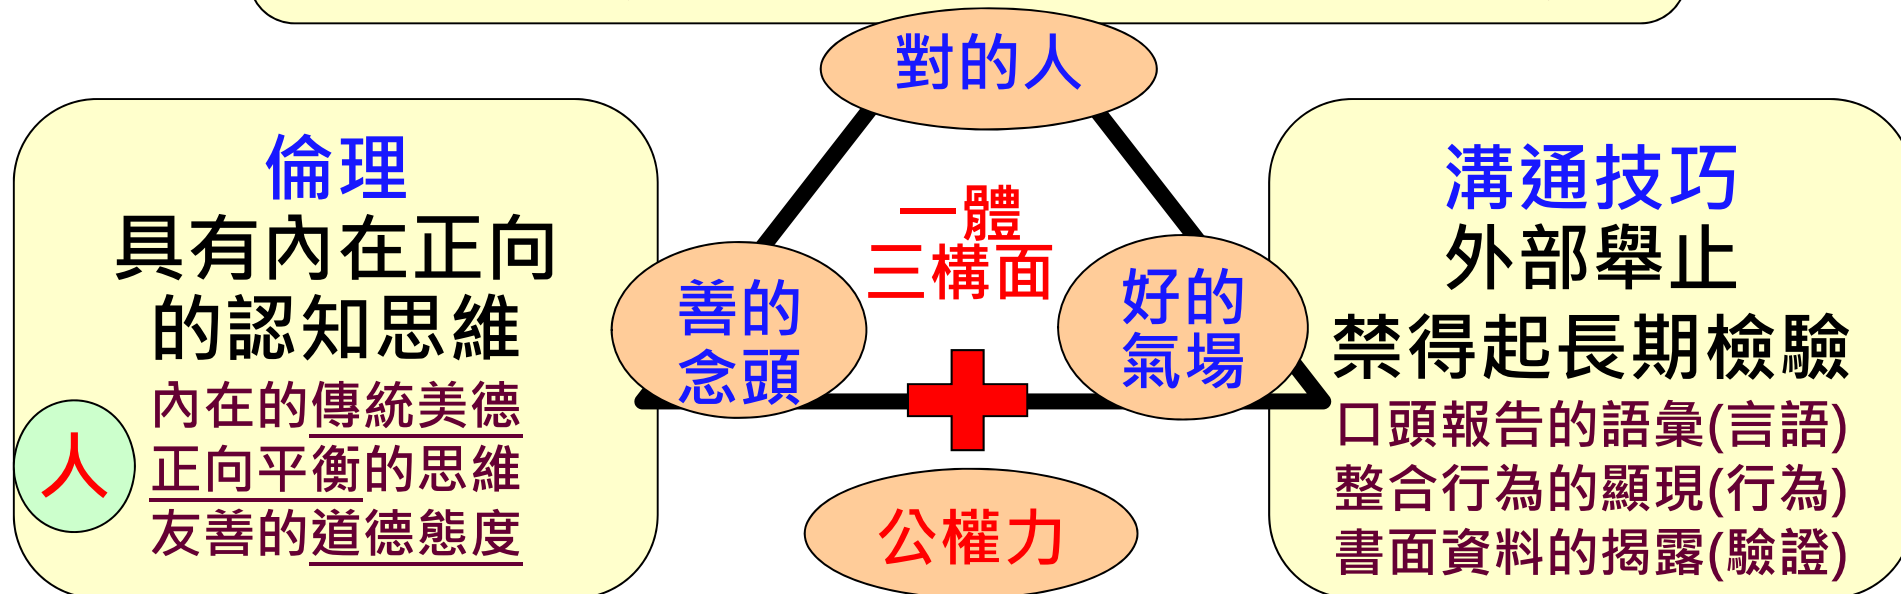 對的人
倫理
具有內在正向
的認知思維
內在的傳統美德
正向平衡的思維
友善的道德態度
人
一體
三構面
善的
念頭
好的
氣場
公權力
溝通技巧
外部舉止
禁得起長期檢驗
口頭報告的語彙(言語)
整合行為的顯現(行為)
書面資料的揭露(驗證)